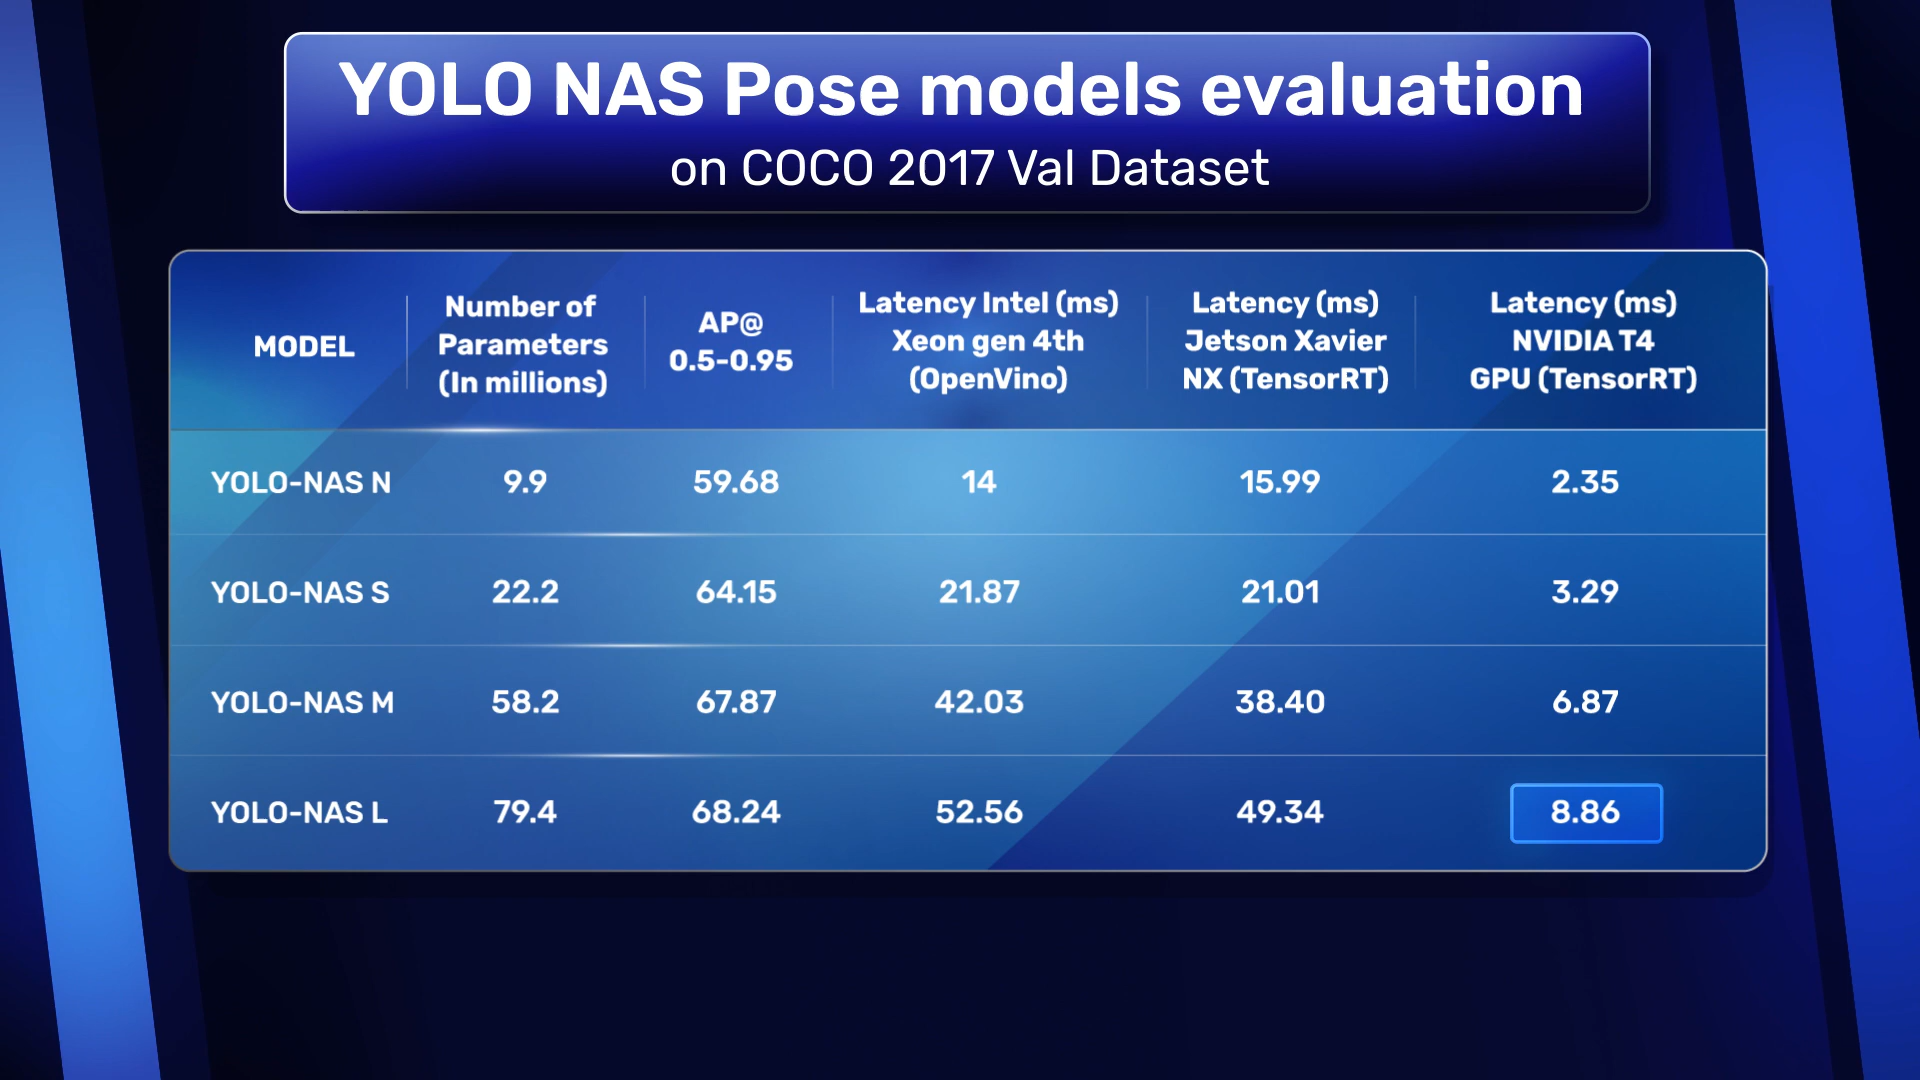 YOLO NAS Pose models evaluation
on COCO 2017 Val Dataset
MODEL
Number of
Parameters
(In millions)
AP@
0.5-0.95
Latency Intel (ms)
Xeon gen 4th
(OpenVino)
Latency (ms)
Jetson Xavier
NX (TensorRT)
Latency (ms)
NVIDIA T4
GPU (TensorRT)
YOLO-NAS N 9.9 59.68 14 15.99 2.35
YOLO-NAS S 22.2 64.15 21.87 21.01 3.29
YOLO-NAS M 58.2 67.87 42.03 38.40 6.87
YOLO-NAS L 79.4 68.24 52.56 49.34 8.86